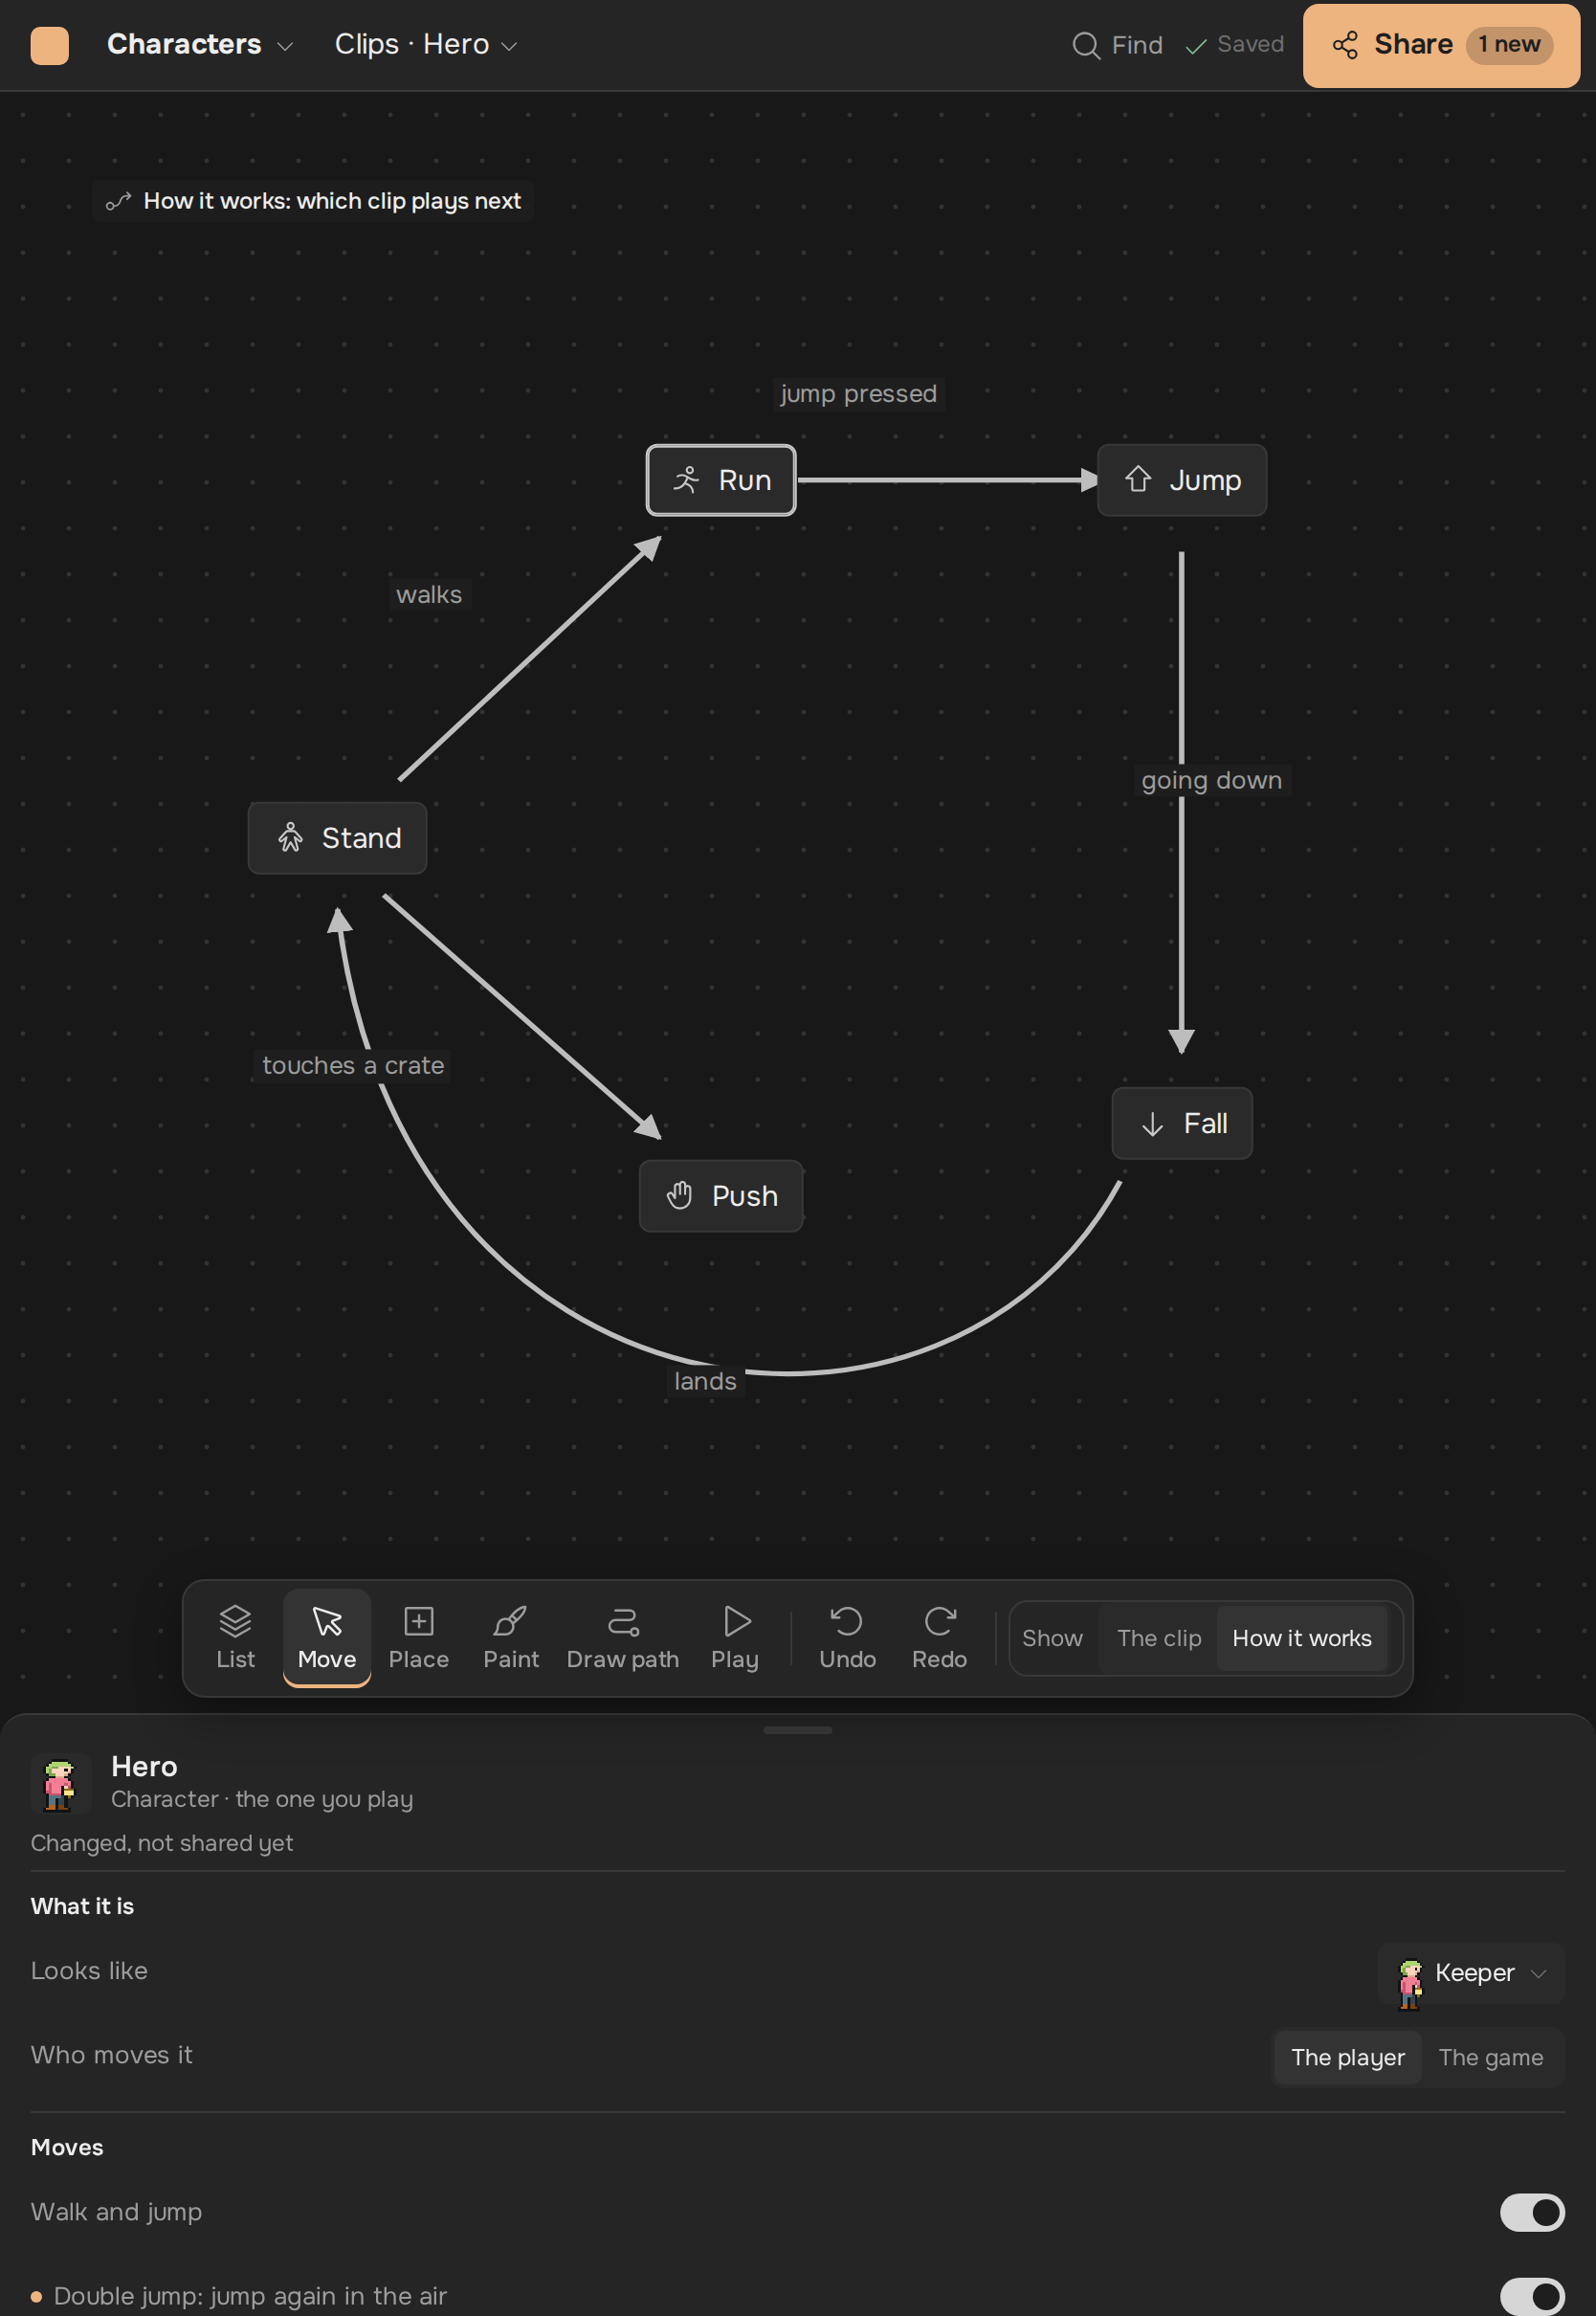 Characters
Clips · Hero
Find
Saved
Share
1 new
How it works: which clip plays next
jump pressed
Run
Jump
walks
going down
Stand
touches a crate
Fall
Push
lands
List
Move
Place
Paint
Draw path
Play
Undo
Redo
Show
The clip
How it works
Hero
Character · the one you play
Changed, not shared yet
What it is
Looks like
Keeper
Who moves it
The player
The game
Moves
Walk and jump
Double jump: jump again in the air